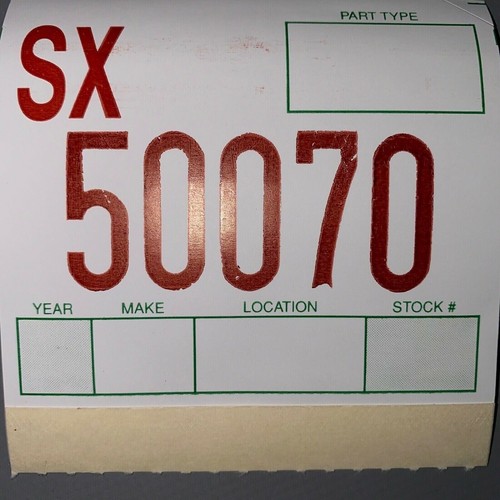 PART TYPE
SX
50070
YEAR MAKE LOCATION STOCK #